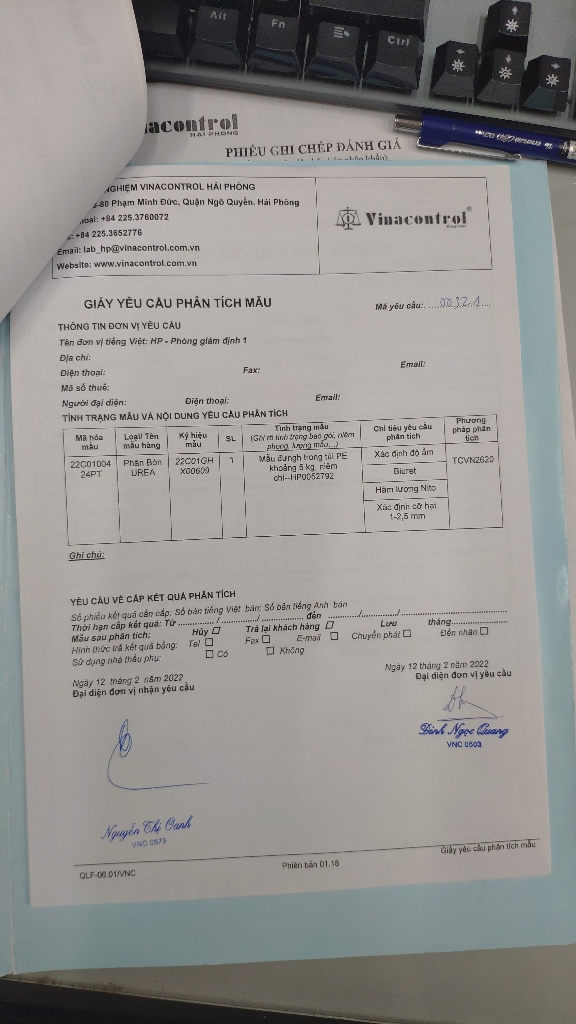 Alt
Fn
Ctrl
nacontrol
HAI PHONG
PHIẾU GHI CHÉP ĐÁNH GIÁ
NGHIỆM VINACONTROL HẢI PHÒNG
80 Phạm Minh Đức, Quận Ngô Quyền. Hải Phòng
+84 225.3760072
+84 225.3652776
Email: lab_hp@vinacontrol.com.vn
Website: www.vinacontrol.com.vn
Vinacontrol
GIẤY YÊU CẦU PHÂN TÍCH MẪU
Mã yêu cầu: 00321
THÔNG TIN ĐƠN VỊ YÊU CẦU
Tên đơn vị tiếng Việt: HP - Phòng giám định 1
Địa chỉ:
Điện thoại: Fax: Email:
Mã số thuế:
Người đại diện: Điện thoại: Email:
TÌNH TRẠNG MẪU VÀ NỘI DUNG YÊU CẦU PHÂN TÍCH
Mã hóa mẫu
Loại/ Tên mẫu hàng
Ký hiệu mẫu
SL
Tình trạng mẫu
(Ghi rõ tình trạng bao gói, niêm phong, lượng mẫu...)
Chỉ tiêu yêu cầu phân tích
Phương pháp phân tích
22C01004
24PT
Phân Bón
UREA
22C01GH
X00609
1
Mẫu đưngh trong túi PE
khoảng 5 kg, niêm
chì--HP0052792
Xác định độ ẩm
Biuret
Hàm lượng Nito
Xác định cỡ hạt
1-2,5 mm
TCVN2620
Ghi chú:
YÊU CẦU VỀ CẤP KẾT QUẢ PHÂN TÍCH
Số phiếu kết quả cần cấp: Số bản tiếng Việt bản; Số bản tiếng Anh bản
Thời hạn cấp kết quả: Từ ............/............/............ đến ............/............/............
Mẫu sau phân tích: Hủy Trả lại khách hàng Lưu tháng
Hình thức trả kết quả bằng: Tel Fax E-mail Chuyển phát Đến nhận
Sử dụng nhà thầu phụ: Có Không
Ngày 12 tháng 2 năm 2022
Đại diện đơn vị nhận yêu cầu
Ngày 12 tháng 2 năm 2022
Đại diện đơn vị yêu cầu
Đinh Ngọc Quang
VNC 0503
Nguyễn Thị Oanh
VNC 0573
Giấy yêu cầu phân tích mẫu
QLF-06.01/VNC
Phiên bản 01.16